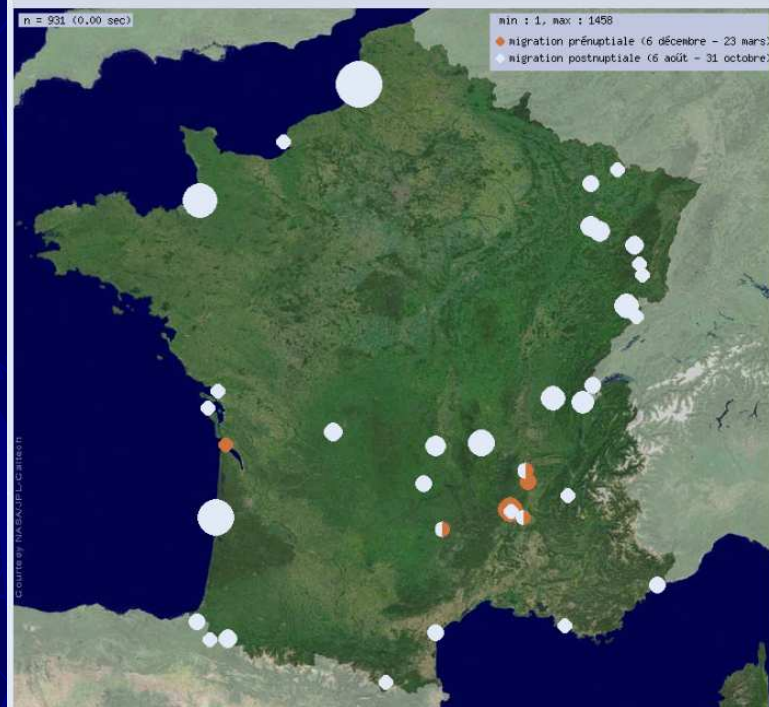 n = 931 (0.00 sec)
min : 1, max : 1458
migration prénuptiale (6 décembre - 23 mars)
migration postnuptiale (6 août - 31 octobre)
Courtesy NASA/JPL-Caltech